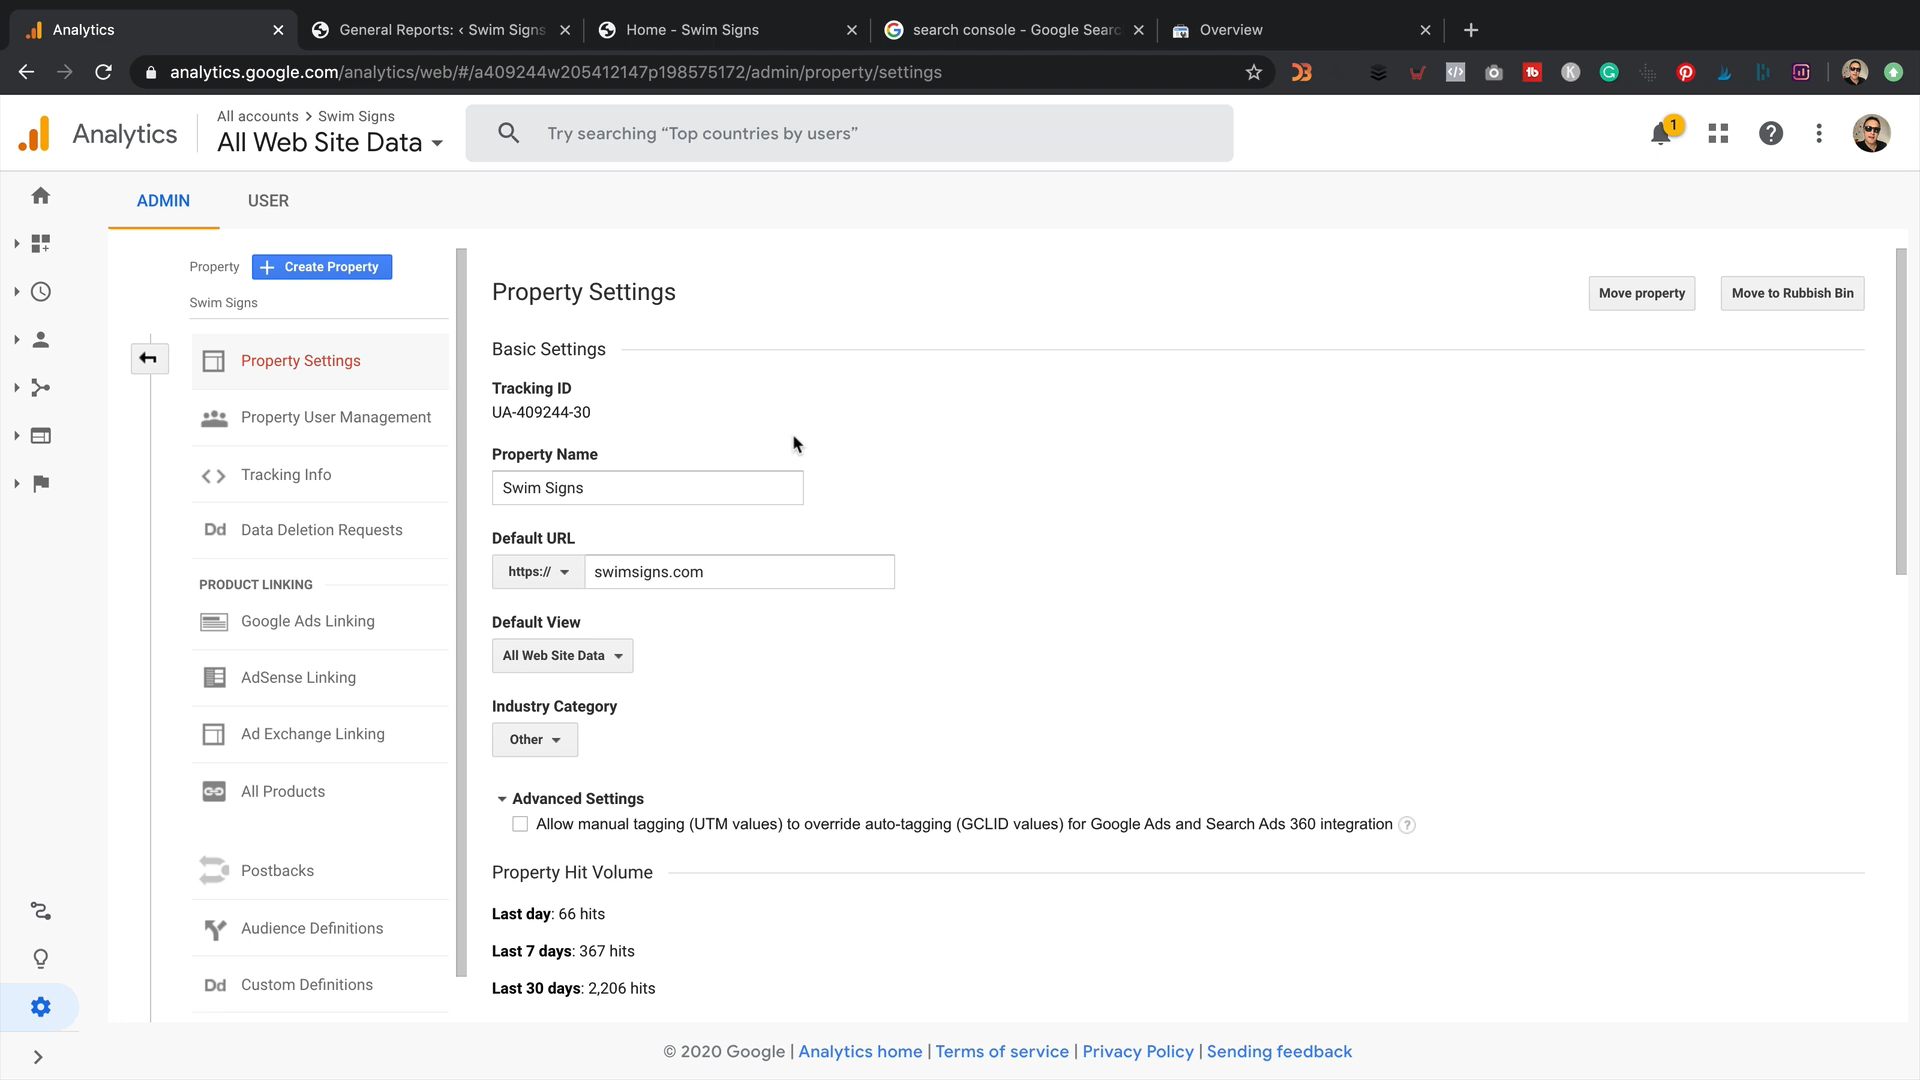 Analytics
General Reports: ‹ Swim Signs
Home - Swim Signs
search console - Google Searc
Overview
analytics.google.com/analytics/web/#/a409244w205412147p198575172/admin/property/settings
Analytics
All accounts > Swim Signs
All Web Site Data
Try searching “Top countries by users”
1
ADMIN
USER
Property
Create Property
Swim Signs
Property Settings
Property User Management
Tracking Info
Dd Data Deletion Requests
PRODUCT LINKING
Google Ads Linking
AdSense Linking
Ad Exchange Linking
All Products
Postbacks
Audience Definitions
Dd Custom Definitions
Property Settings
Move property
Move to Rubbish Bin
Basic Settings
Tracking ID
UA-409244-30
Property Name
Swim Signs
Default URL
https://
swimsigns.com
Default View
All Web Site Data
Industry Category
Other
Advanced Settings
Allow manual tagging (UTM values) to override auto-tagging (GCLID values) for Google Ads and Search Ads 360 integration ?
Property Hit Volume
Last day: 66 hits
Last 7 days: 367 hits
Last 30 days: 2,206 hits
© 2020 Google | Analytics home | Terms of service | Privacy Policy | Sending feedback